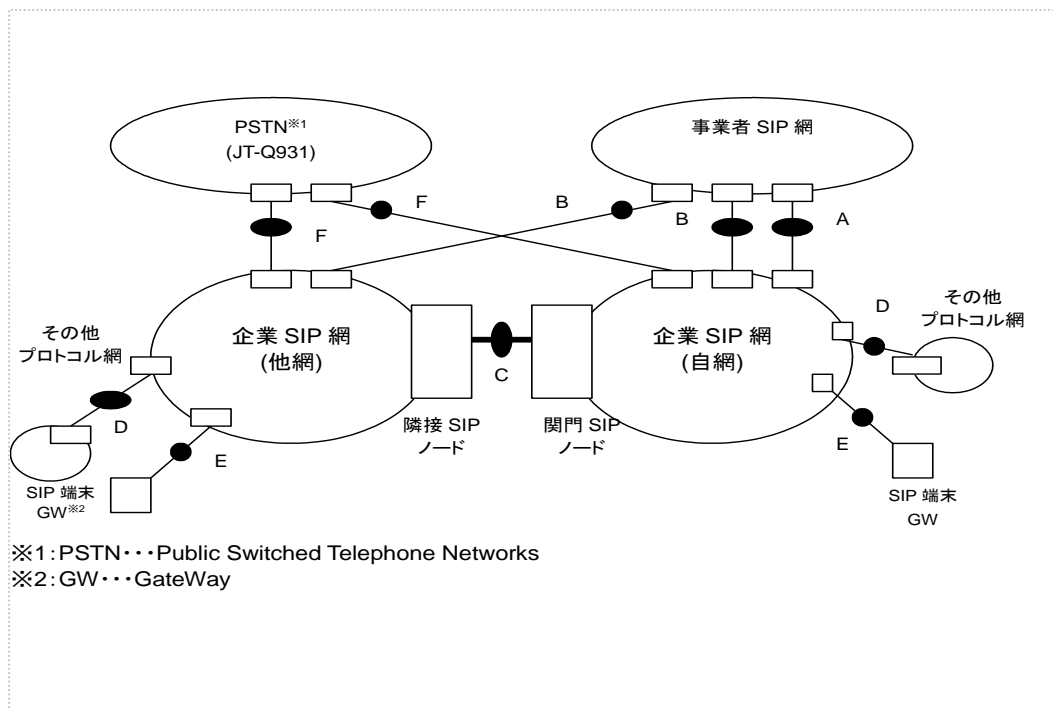 PSTN※1
(JT-Q931)
事業者 SIP 網
F
B
F
B
A
企業 SIP 網
(他網)
企業 SIP 網
(自網)
その他
プロトコル網
D
その他
プロトコル網
D
C
隣接 SIP
ノード
関門 SIP
ノード
E
E
SIP 端末
GW※2
SIP 端末
GW
※1:PSTN・・・Public Switched Telephone Networks
※2:GW・・・GateWay